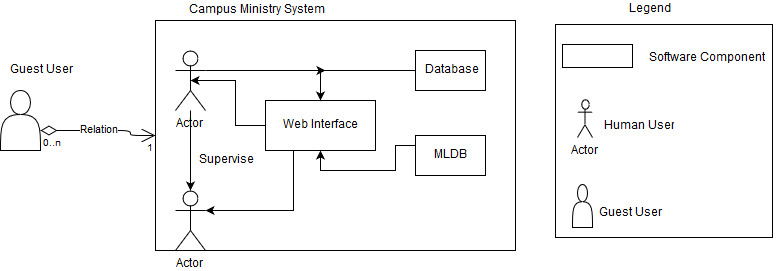 Campus Ministry System
Legend
Guest User
Database
Software Component
Actor
Web Interface
Human User
Relation
0..n
1
Supervise
MLDB
Actor
Guest User
Actor